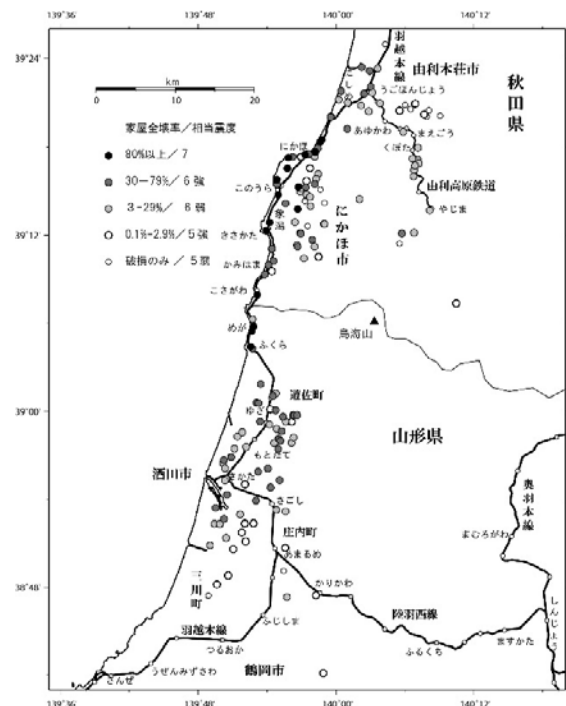 139°36′ 139°48′ 140°00′ 140°12′
39°24′
km
0 10 20
家屋全壊率／相当震度
80%以上／7
30－79%／6強
3－29%／ 6弱
0.1%－2.9%／5強
破損のみ／ 5弱
羽越本線
由利本荘市
うごほんじょう
秋田県
あゆかわ
まえごう
くぼた
由利高原鉄道
やじま
にかほ
このうら
象潟
にかほ市
39°12′
きさかた
かみはま
こさがわ
めが
ふくら
鳥海山
39°00′
遊佐町
ゆざ
山形県
もとたて
酒田市
さかた
さごし
奥羽本線
庄内町
まむろがわ
あまるめ
38°48′
三川町
かりかわ
しんじょう
羽越本線
ふじしま
陸羽西線
つるおか
ふるくち
ますかた
うぜんみずさわ
鶴岡市
さんぜ
139°36′ 139°48′ 140°00′ 140°12′